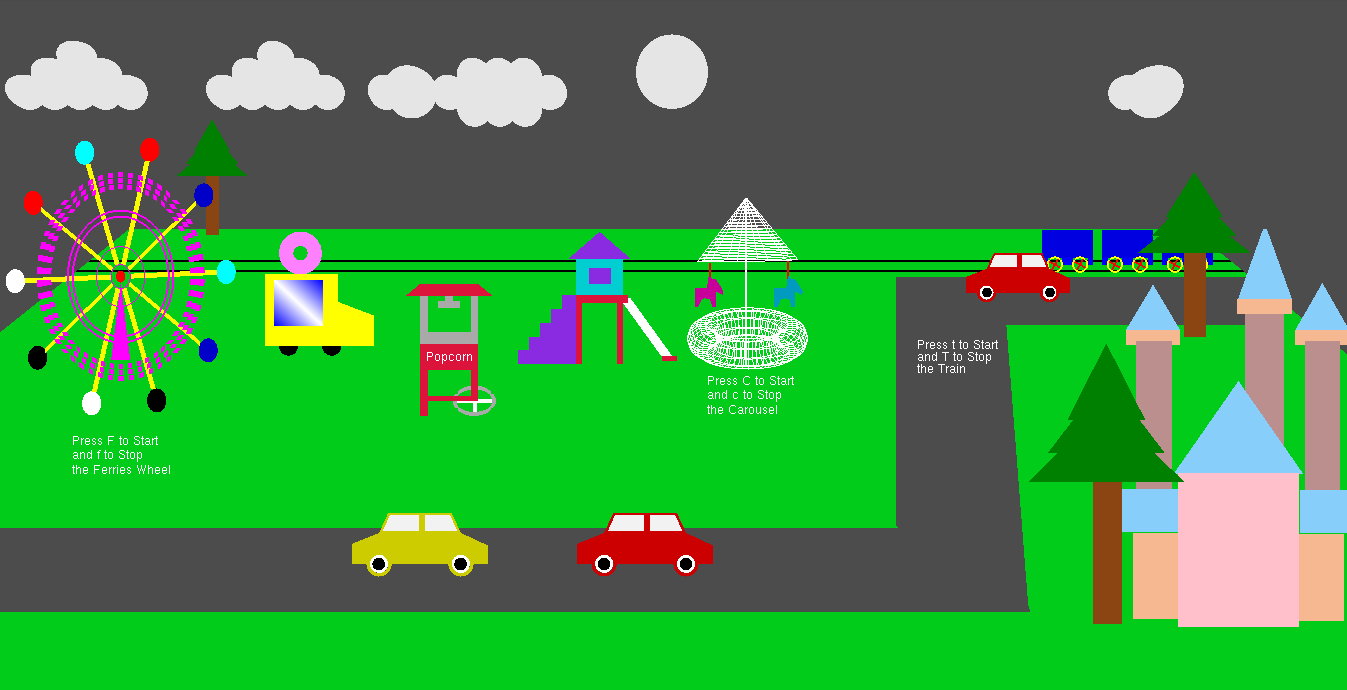 Popcorn
Press t to Start
and T to Stop
the Train
Press C to Start
and c to Stop
the Carousel
Press F to Start
and f to Stop
the Ferries Wheel